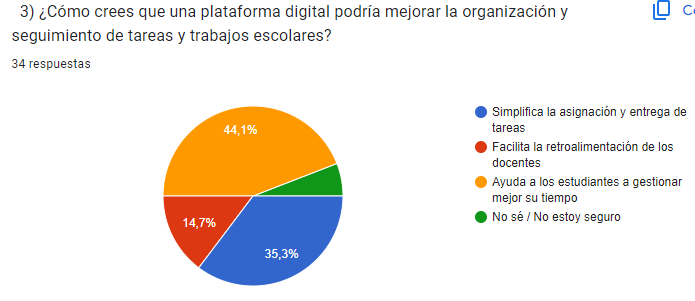 3) ¿Cómo crees que una plataforma digital podría mejorar la organización y
seguimiento de tareas y trabajos escolares?
34 respuestas
44,1%
14,7%
35,3%
Simplifica la asignación y entrega de
tareas
Facilita la retroalimentación de los
docentes
Ayuda a los estudiantes a gestionar
mejor su tiempo
No sé / No estoy seguro